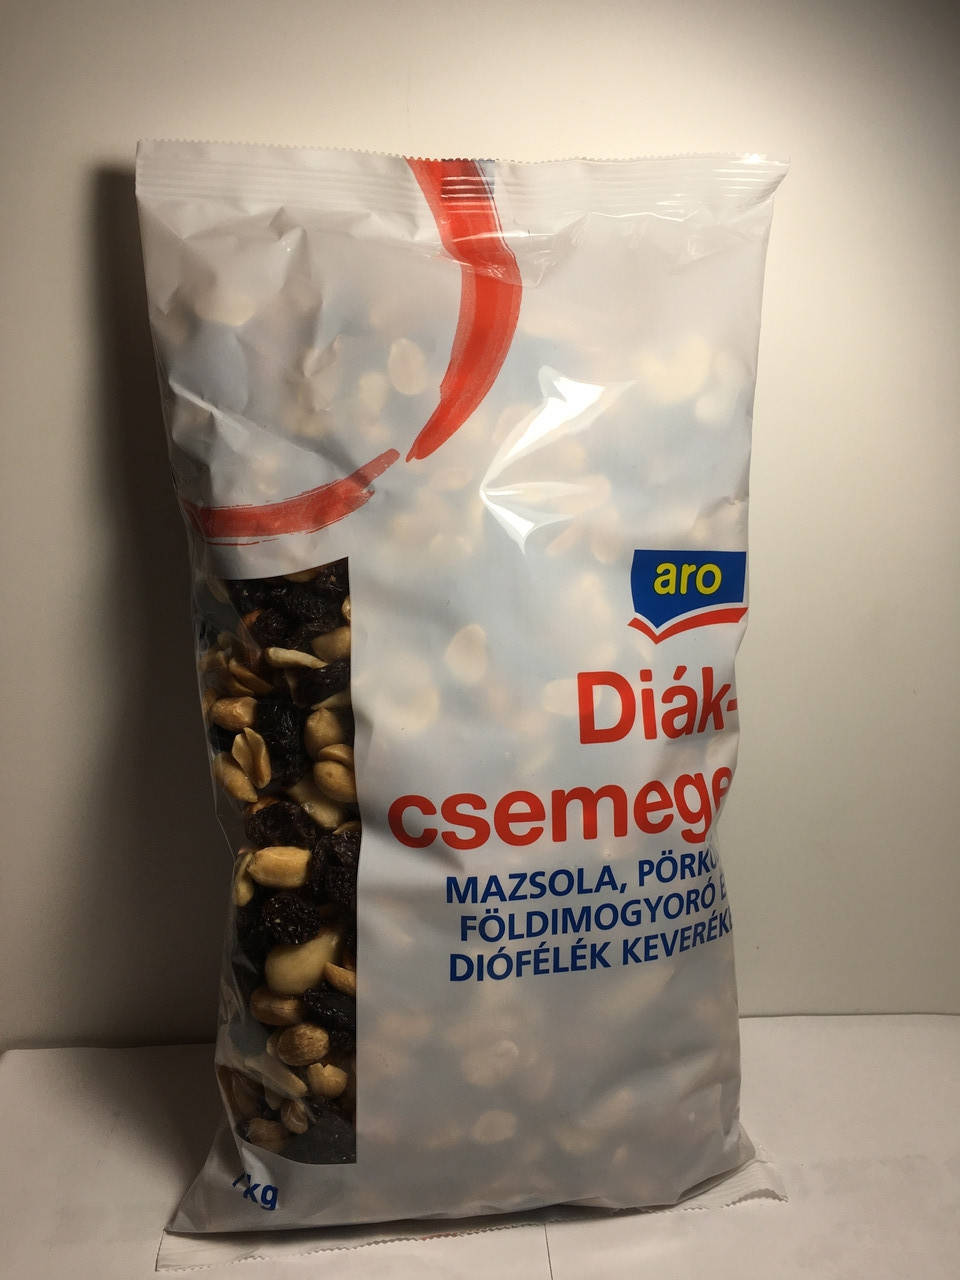 aro
Diák-
csemege
MAZSOLA, PÖRKÖ
FÖLDIMOGYORÓ É
DIÓFÉLÉK KEVERÉK
kg